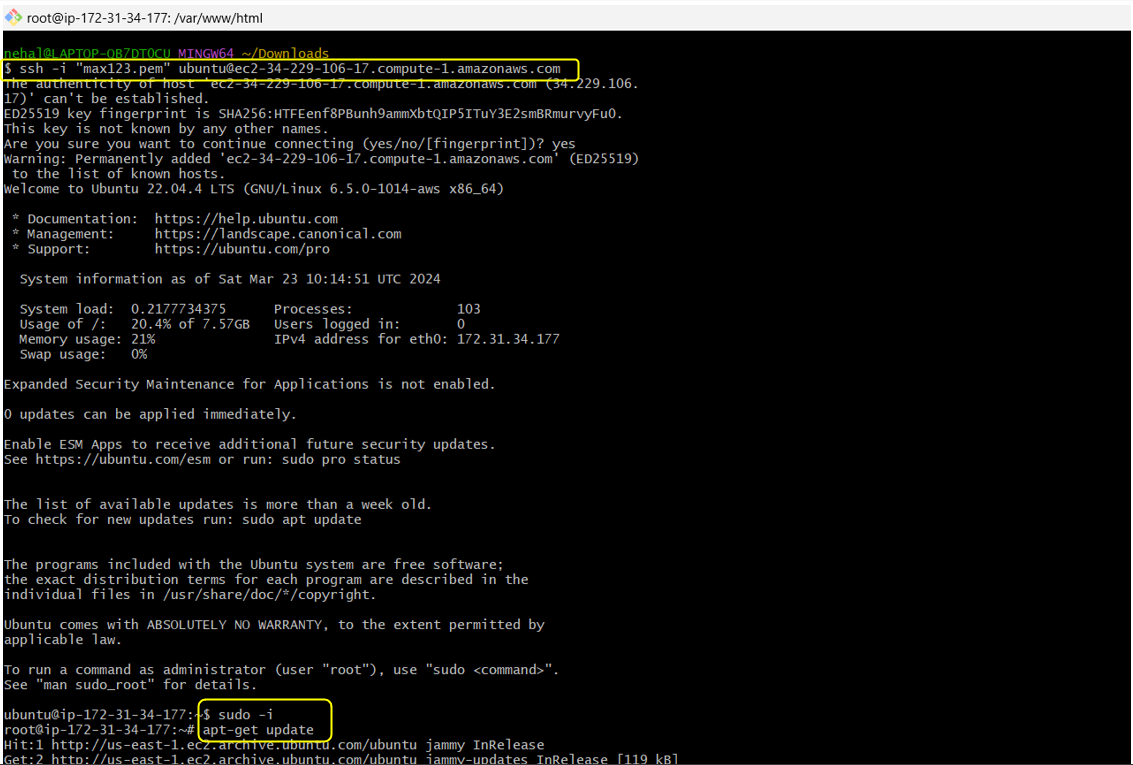 root@ip-172-31-34-177: /var/www/html
nehal@LAPTOP-QB7DT0CU MINGW64 ~/Downloads
$ ssh -i "max123.pem" ubuntu@ec2-34-229-106-17.compute-1.amazonaws.com
The authenticity of host 'ec2-34-229-106-17.compute-1.amazonaws.com (34.229.106.
17)' can't be established.
ED25519 key fingerprint is SHA256:HTFEenf8PBunh9ammXbtQIP5ITuY3E2smBRmurvyFu0.
This key is not known by any other names.
Are you sure you want to continue connecting (yes/no/[fingerprint])? yes
Warning: Permanently added 'ec2-34-229-106-17.compute-1.amazonaws.com' (ED25519)
 to the list of known hosts.
Welcome to Ubuntu 22.04.4 LTS (GNU/Linux 6.5.0-1014-aws x86_64)
* Documentation:  https://help.ubuntu.com
* Management:     https://landscape.canonical.com
* Support:        https://ubuntu.com/pro
System information as of Sat Mar 23 10:14:51 UTC 2024
System load:  0.2177734375      Processes:             103
Usage of /:   20.4% of 7.57GB   Users logged in:       0
Memory usage: 21%               IPv4 address for eth0: 172.31.34.177
Swap usage:   0%
Expanded Security Maintenance for Applications is not enabled.
0 updates can be applied immediately.
Enable ESM Apps to receive additional future security updates.
See https://ubuntu.com/esm or run: sudo pro status
The list of available updates is more than a week old.
To check for new updates run: sudo apt update
The programs included with the Ubuntu system are free software;
the exact distribution terms for each program are described in the
individual files in /usr/share/doc/*/copyright.
Ubuntu comes with ABSOLUTELY NO WARRANTY, to the extent permitted by
applicable law.
To run a command as administrator (user "root"), use "sudo <command>".
See "man sudo_root" for details.
ubuntu@ip-172-31-34-177:~$ sudo -i
root@ip-172-31-34-177:~# apt-get update
Hit:1 http://us-east-1.ec2.archive.ubuntu.com/ubuntu jammy InRelease
Get:2 http://us-east-1.ec2.archive.ubuntu.com/ubuntu jammy-updates InRelease [119 kB]